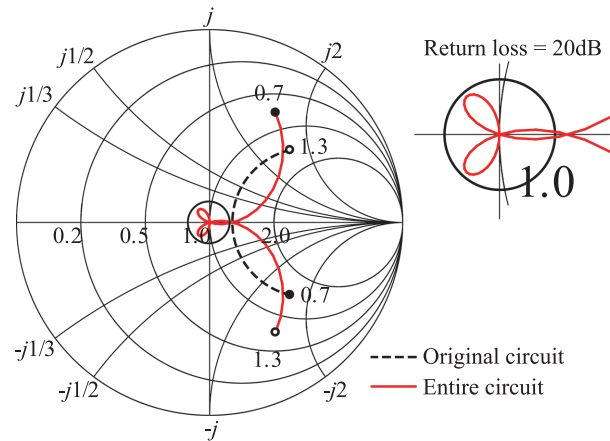 j
j1/2
j2
j1/3
0.7
1.3
0.2
0.5
1.0
2.0
0.7
1.3
-j1/3
-j1/2
-j2
-j
Return loss = 20dB
1.0
Original circuit
Entire circuit